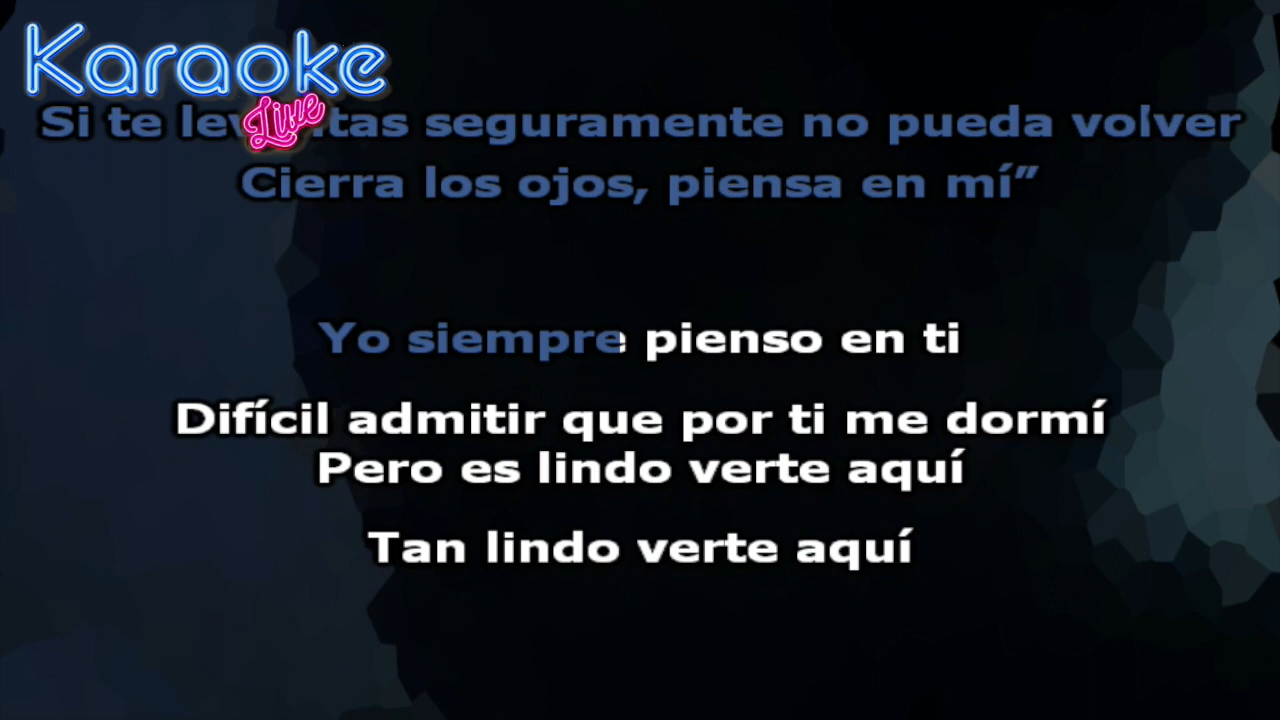 Karaoke
Live
Si te levantas seguramente no pueda volver
Cierra los ojos, piensa en mí”
Yo siempre pienso en ti
Difícil admitir que por ti me dormí
Pero es lindo verte aquí
Tan lindo verte aquí